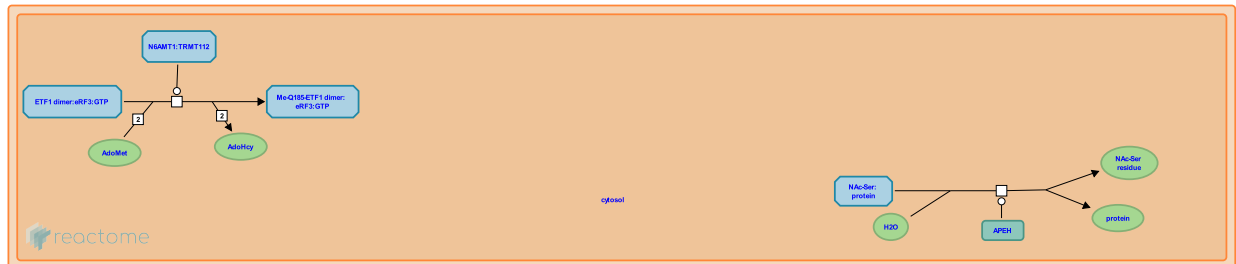 N6AMT1:TRMT112
ETF1 dimer:eRF3:GTP
Me-Q185-ETF1 dimer:
eRF3:GTP
2
2
AdoMet
AdoHcy
NAc-Ser
residue
NAc-Ser:
protein
cytosol
H2O
APEH
protein
reactome